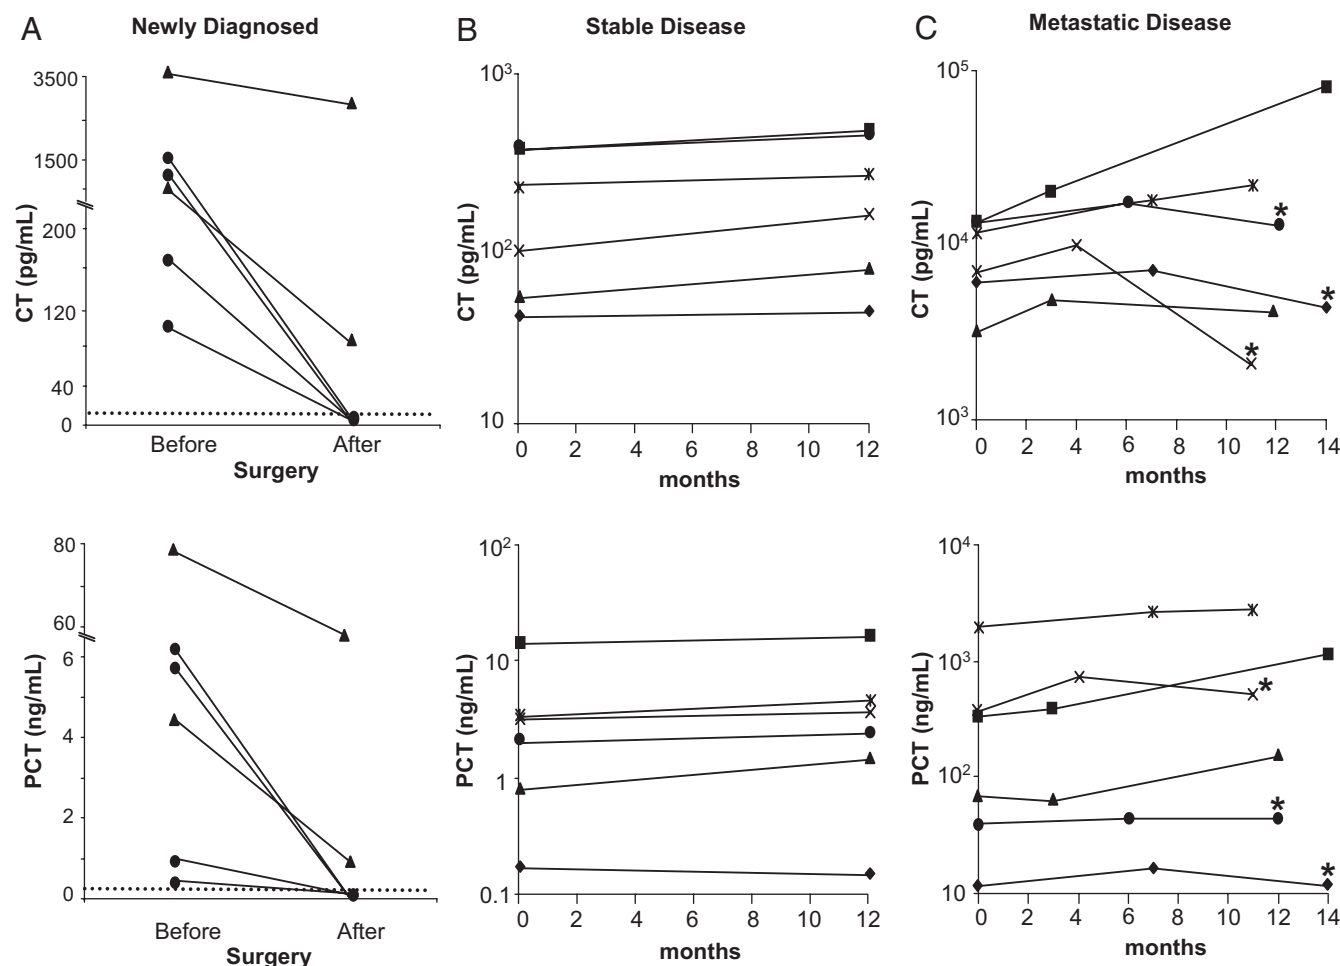 A
Newly Diagnosed
CT (pg/mL)
3500
1500
200
120
40
0
Before
After
Surgery
B
Stable Disease
CT (pg/mL)
10³
10²
10
0 2 4 6 8 10 12
months
C
Metastatic Disease
CT (pg/mL)
10⁵
10⁴
10³
*
*
*
0 2 4 6 8 10 12 14
months
PCT (ng/mL)
80
60
6
4
2
0
Before
After
Surgery
PCT (ng/mL)
10²
10
1
0.1
0 2 4 6 8 10 12
months
PCT (ng/mL)
10⁴
10³
10²
10
*
*
*
0 2 4 6 8 10 12 14
months